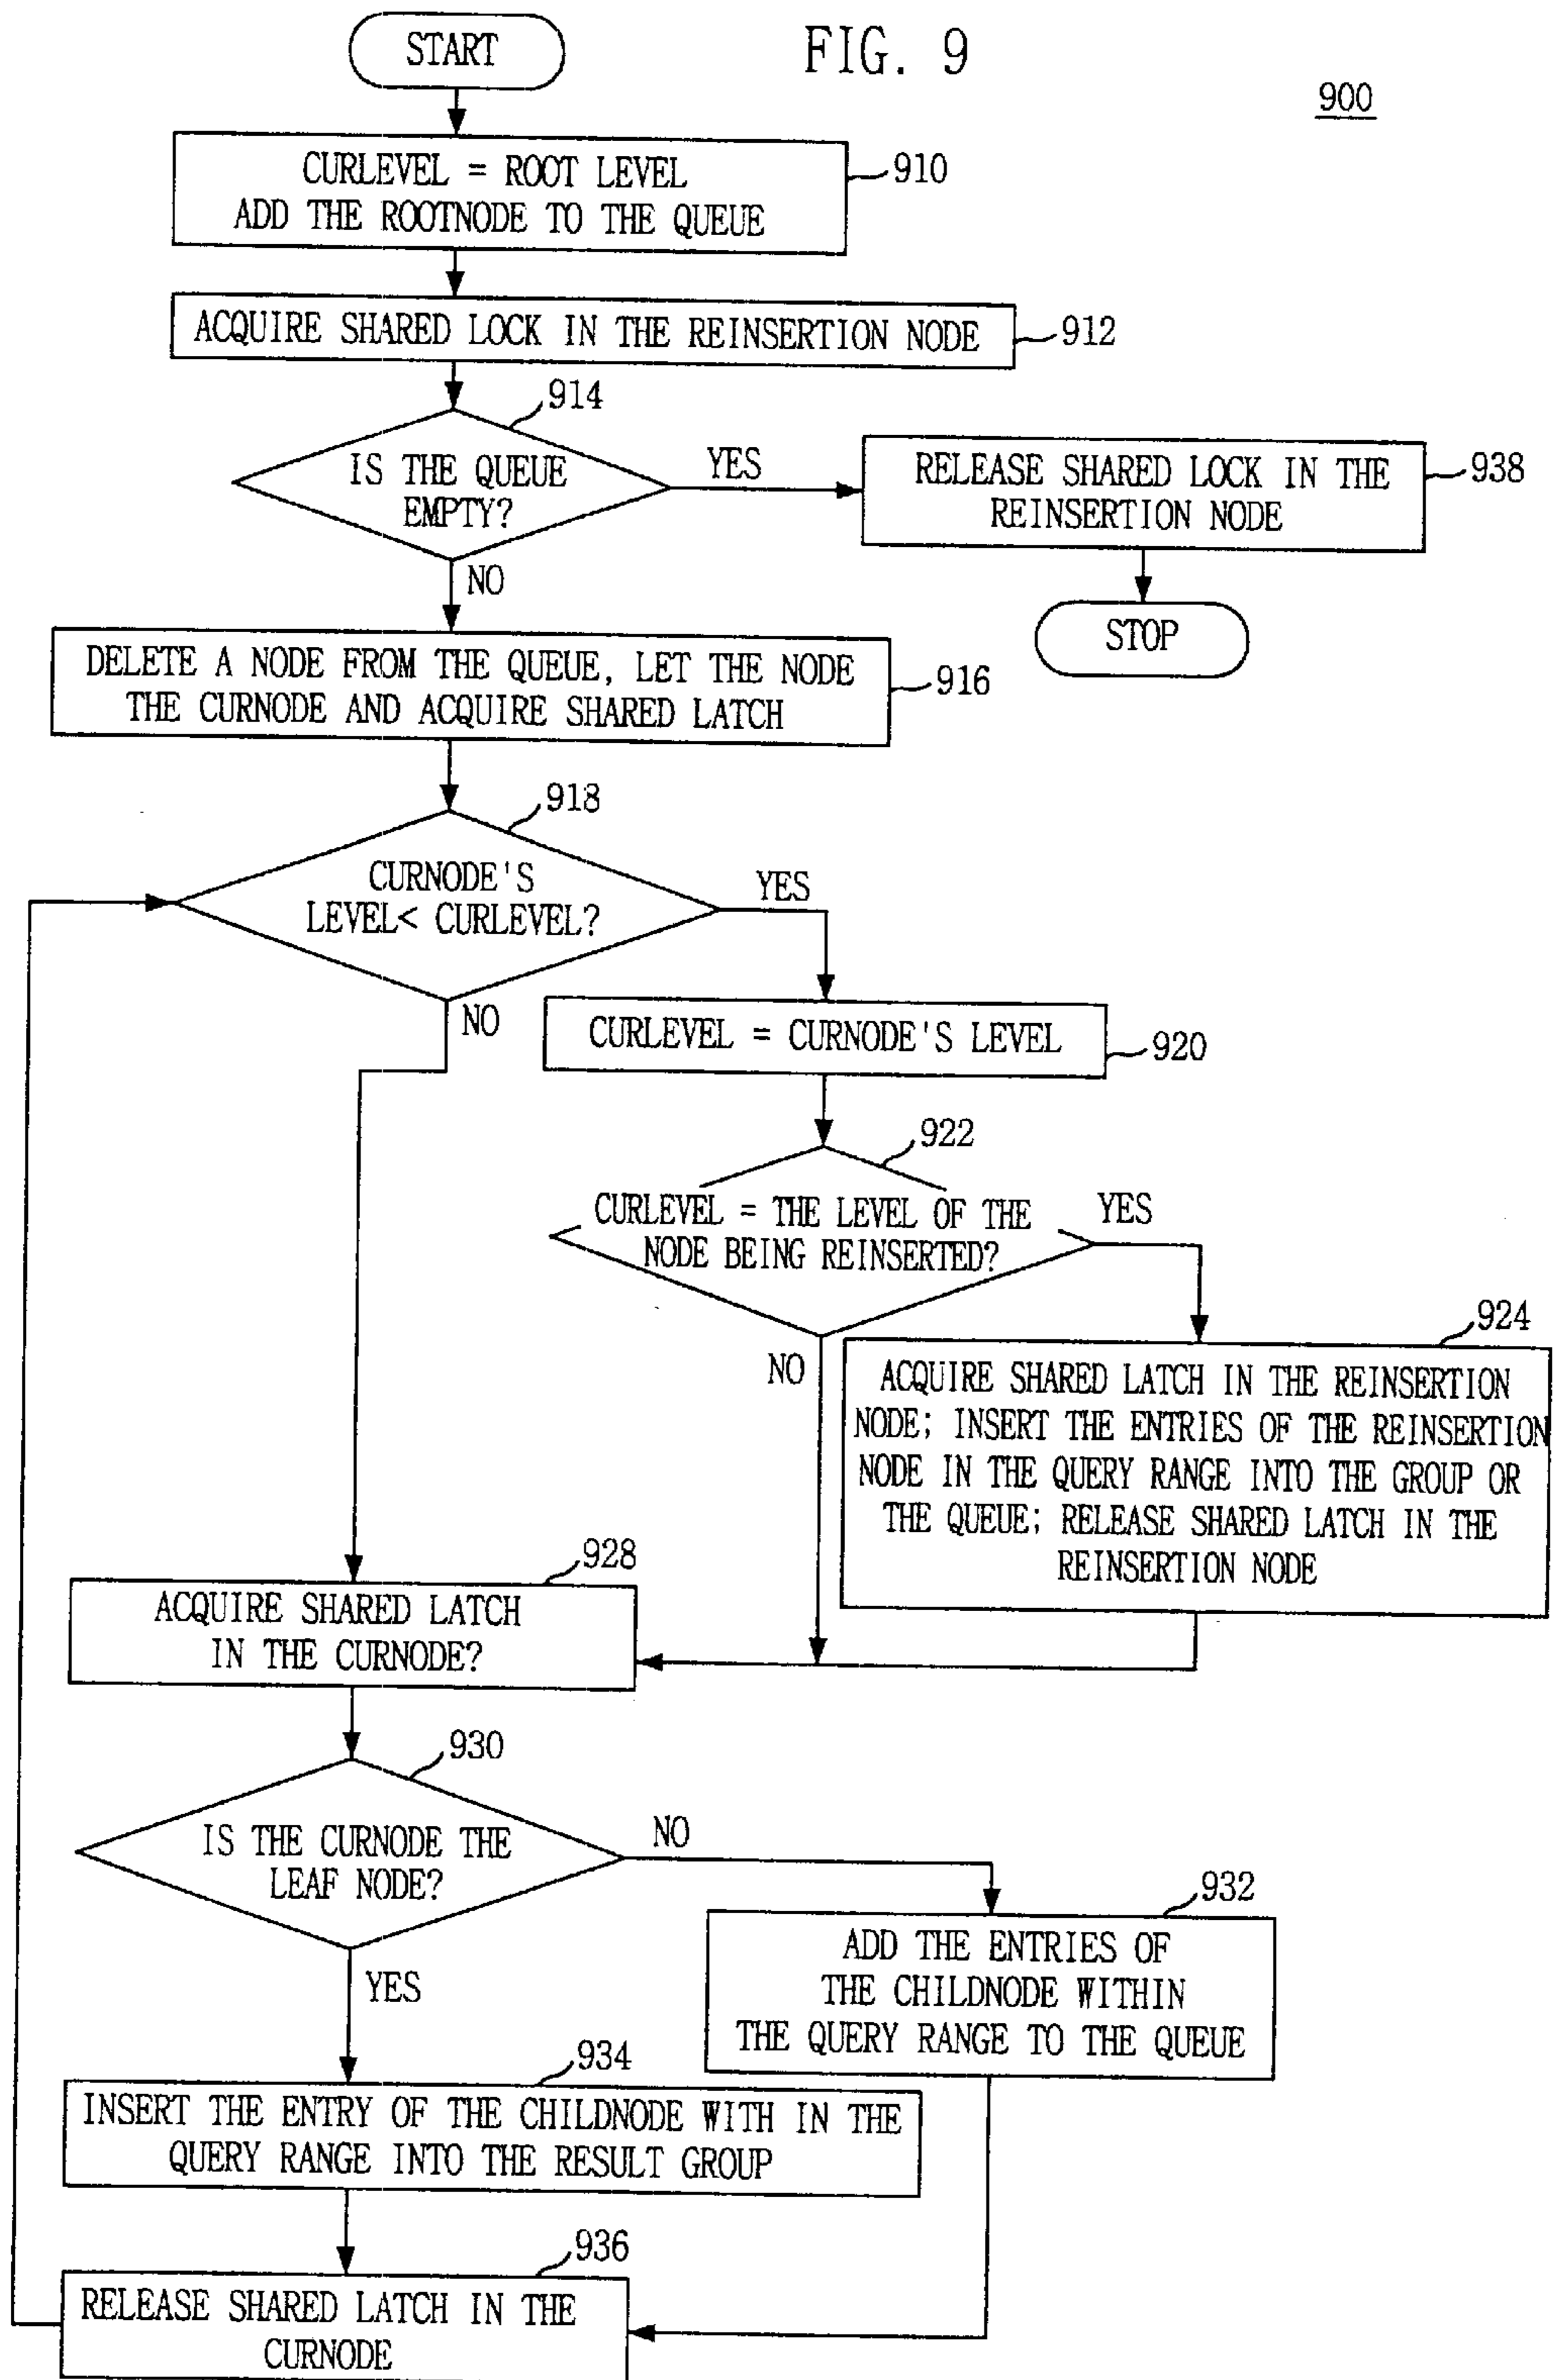 START
FIG. 9
900
CURLEVEL = ROOT LEVEL
ADD THE ROOTNODE TO THE QUEUE
910
ACQUIRE SHARED LOCK IN THE REINSERTION NODE
912
914
IS THE QUEUE
EMPTY?
YES
RELEASE SHARED LOCK IN THE
REINSERTION NODE
938
NO
STOP
DELETE A NODE FROM THE QUEUE, LET THE NODE
THE CURNODE AND ACQUIRE SHARED LATCH
916
918
CURNODE'S
LEVEL< CURLEVEL?
YES
NO
CURLEVEL = CURNODE'S LEVEL
920
922
CURLEVEL = THE LEVEL OF THE
NODE BEING REINSERTED?
YES
NO
924
ACQUIRE SHARED LATCH IN THE REINSERTION
NODE; INSERT THE ENTRIES OF THE REINSERTION
NODE IN THE QUERY RANGE INTO THE GROUP OR
THE QUEUE; RELEASE SHARED LATCH IN THE
REINSERTION NODE
928
ACQUIRE SHARED LATCH
IN THE CURNODE?
930
IS THE CURNODE THE
LEAF NODE?
NO
YES
932
ADD THE ENTRIES OF
THE CHILDNODE WITHIN
THE QUERY RANGE TO THE QUEUE
934
INSERT THE ENTRY OF THE CHILDNODE WITH IN THE
QUERY RANGE INTO THE RESULT GROUP
936
RELEASE SHARED LATCH IN THE
CURNODE